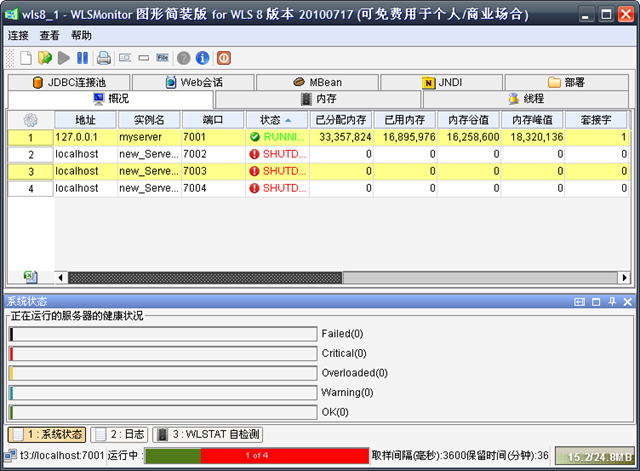 wls8_1 - WLSMonitor 图形简装版 for WLS 8 版本 20100717 (可免费用于个人/商业场合)
连接 查看 帮助
JDBC连接池 Web会话 MBean JNDI 部署
概况 内存 线程
地址 实例名 端口 状态 已分配内存 已用内存 内存谷值 内存峰值 套接字
1 127.0.0.1 myserver 7001 RUNNI... 33,357,824 16,895,976 16,258,600 18,320,136 1
2 localhost new_Serve... 7002 SHUTD... 0 0 0 0 0
3 localhost new_Serve... 7003 SHUTD... 0 0 0 0 0
4 localhost new_Serve... 7004 SHUTD... 0 0 0 0 0
系统状态
正在运行的服务器的健康状况
Failed(0)
Critical(0)
Overloaded(0)
Warning(0)
OK(0)
1 : 系统状态 2 : 日志 3 : WLSTAT 自检测
t3://localhost:7001 运行中 : 1 of 4 取样间隔(毫秒):3600保留时间(分钟):36 15.2/24.8MB